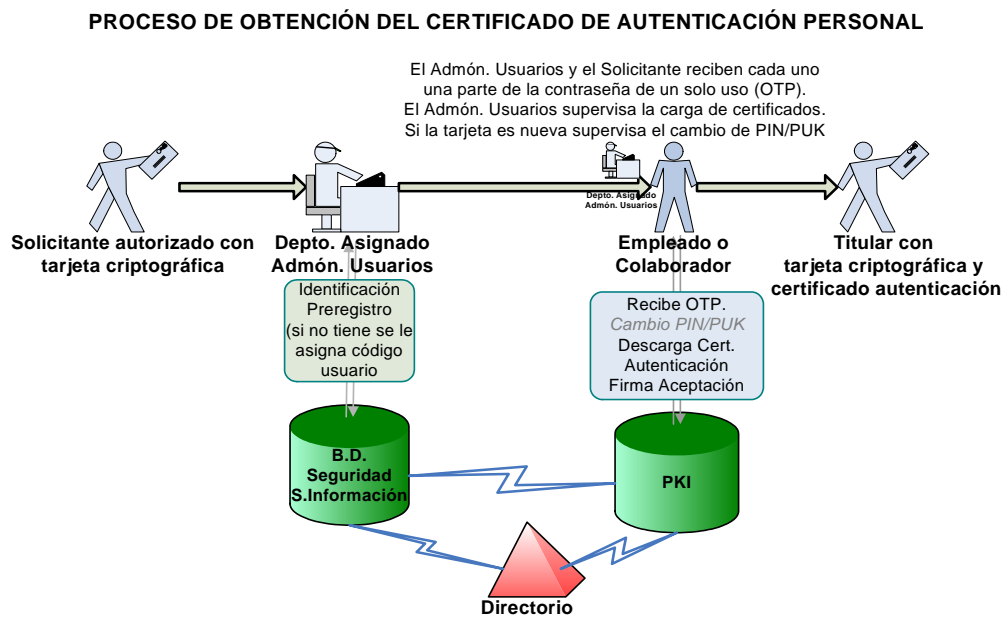 PROCESO DE OBTENCIÓN DEL CERTIFICADO DE AUTENTICACIÓN PERSONAL
El Admón. Usuarios y el Solicitante reciben cada uno
una parte de la contraseña de un solo uso (OTP).
El Admón. Usuarios supervisa la carga de certificados.
Si la tarjeta es nueva supervisa el cambio de PIN/PUK
Solicitante autorizado con
tarjeta criptográfica
Depto. Asignado
Admón. Usuarios
Depto. Asignado
Admón. Usuarios
Empleado o
Colaborador
Titular con
tarjeta criptográfica y
certificado autenticación
Identificación
Preregistro
(si no tiene se le
asigna código
usuario
Recibe OTP.
Cambio PIN/PUK
Descarga Cert.
Autenticación
Firma Aceptación
B.D.
Seguridad
S.Información
PKI
Directorio